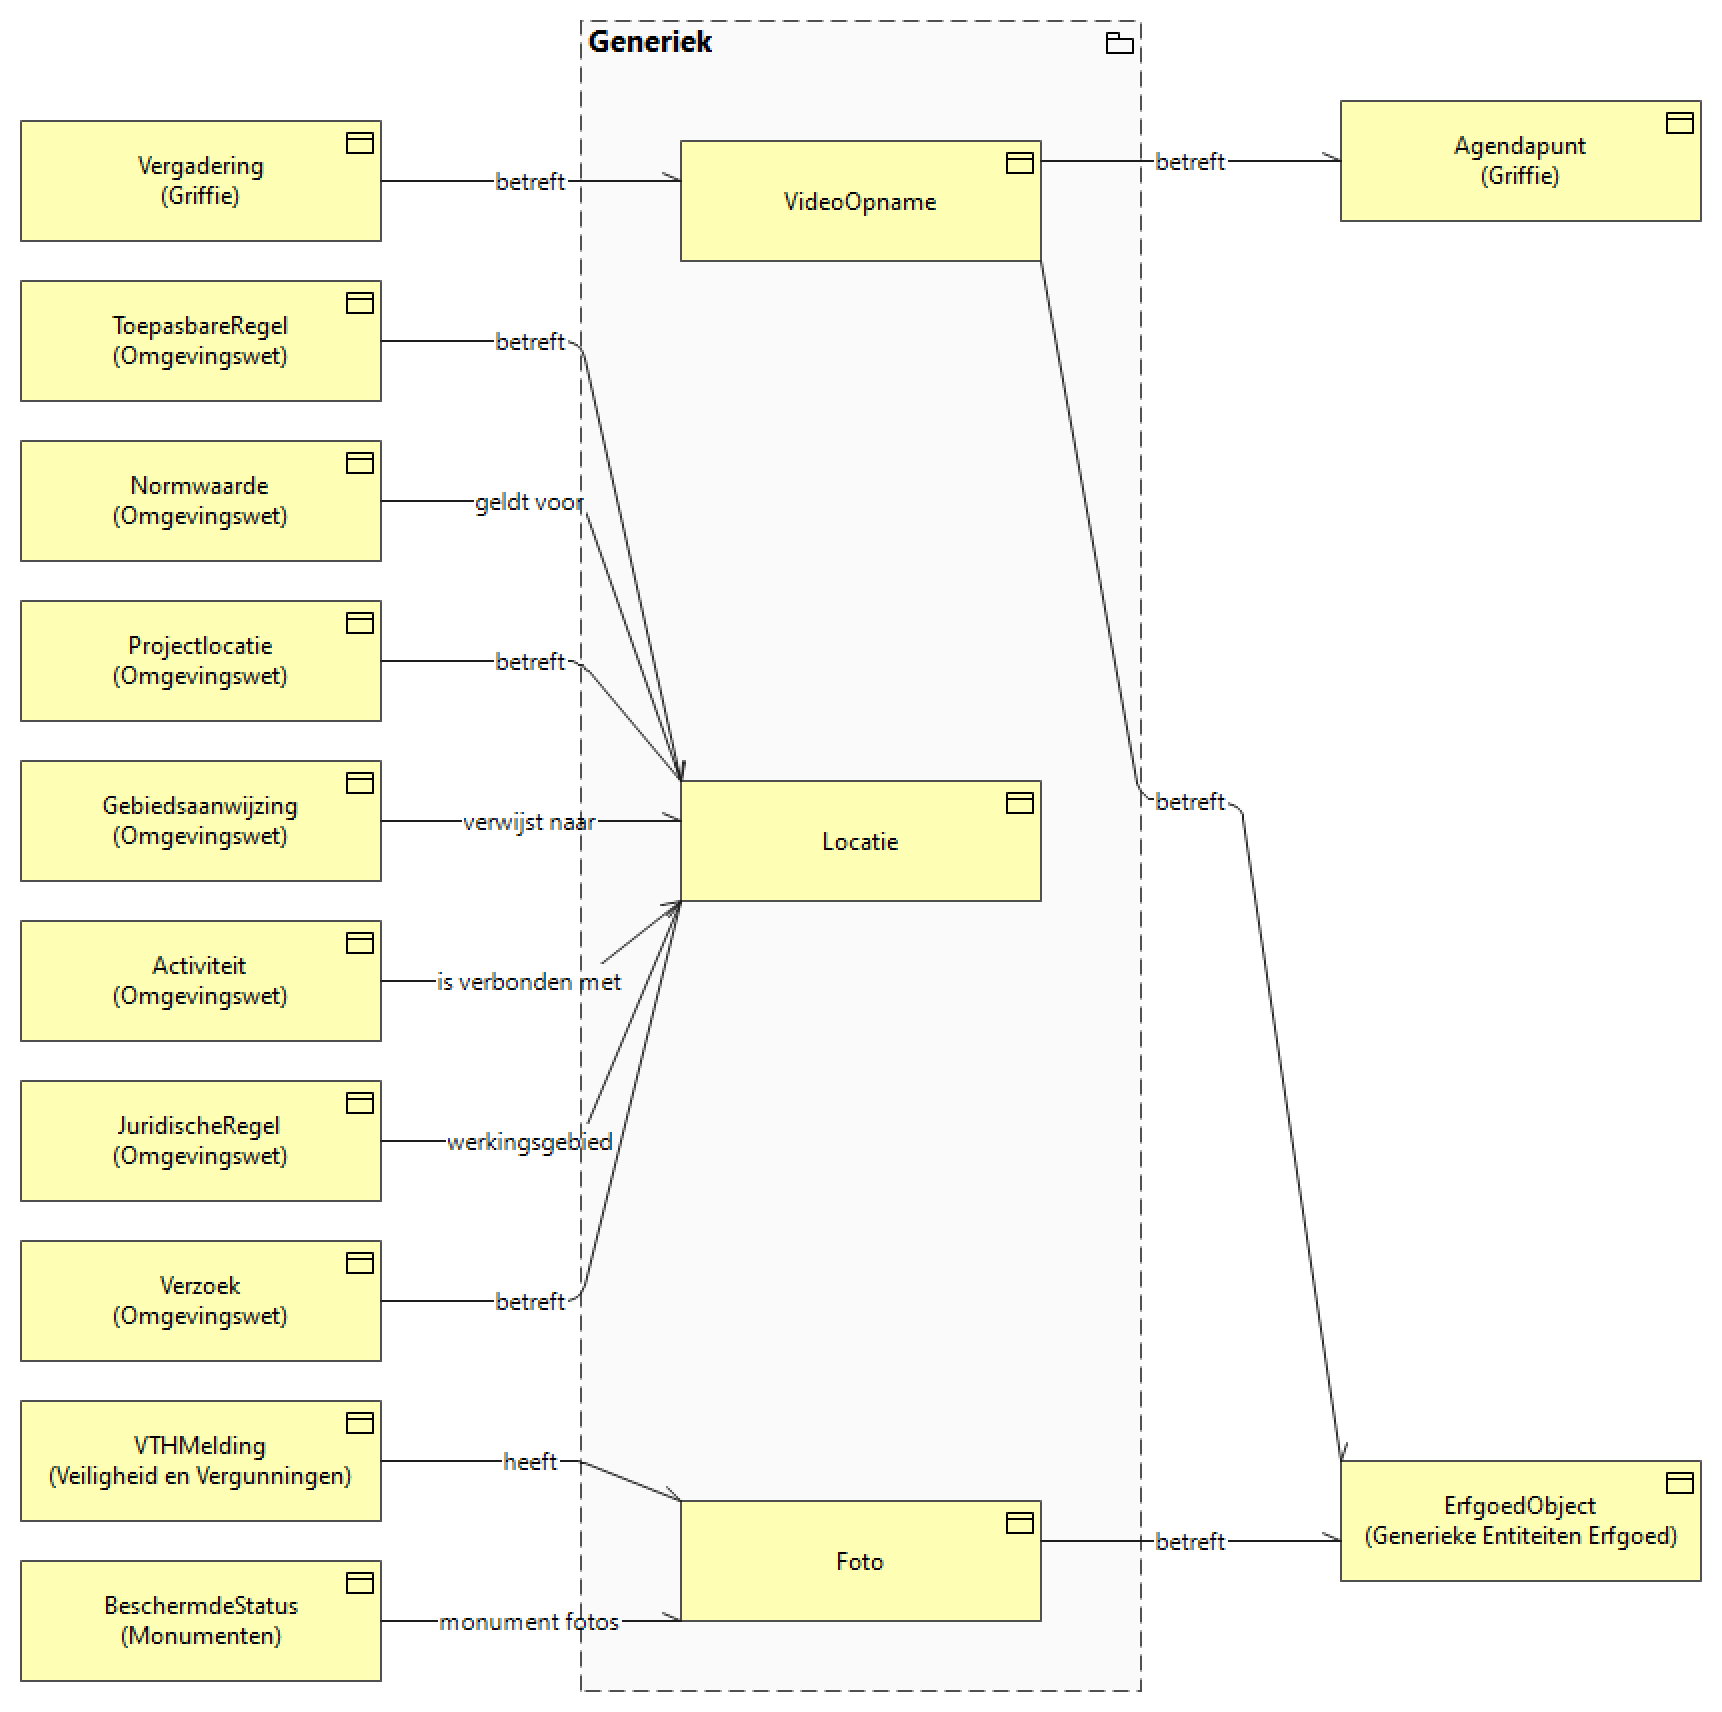 Generiek
Vergadering
(Griffie)
betreft
VideoOpname
betreft
Agendapunt
(Griffie)
ToepasbareRegel
(Omgevingswet)
betreft
Normwaarde
(Omgevingswet)
geldt voor
Projectlocatie
(Omgevingswet)
betreft
Gebiedsaanwijzing
(Omgevingswet)
verwijst naar
Locatie
betreft
Activiteit
(Omgevingswet)
is verbonden met
JuridischeRegel
(Omgevingswet)
werkingsgebied
Verzoek
(Omgevingswet)
betreft
VTHMelding
(Veiligheid en Vergunningen)
heeft
Foto
betreft
ErfgoedObject
(Generieke Entiteiten Erfgoed)
BeschermdeStatus
(Monumenten)
monument fotos